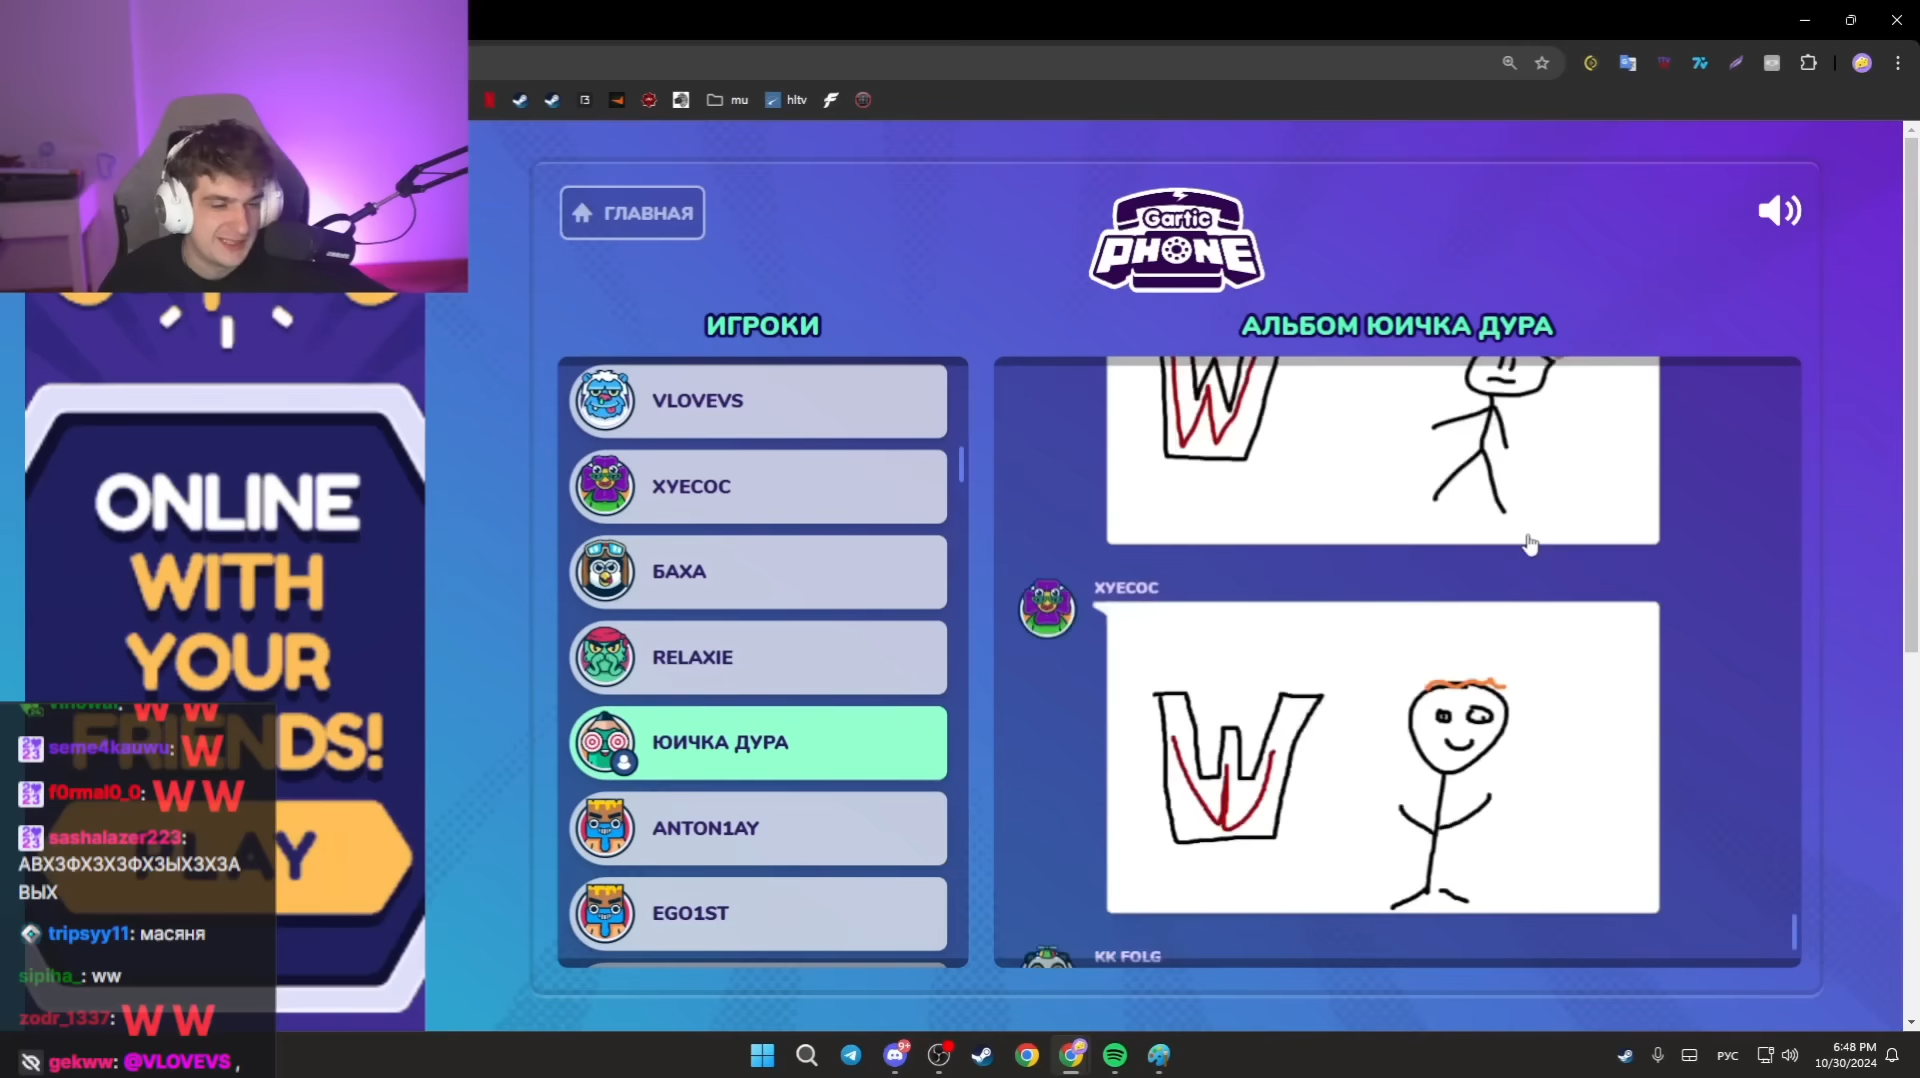 mu
hltv
ГЛАВНАЯ
Gartic
PHONE
ИГРОКИ
АЛЬБОМ ЮИЧКА ДУРА
VLOVEVS
ХУЕСОС
БАХА
RELAXIE
ЮИЧКА ДУРА
ANTON1AY
EGO1ST
W
ХУЕСОС
W
KK FOLG
ONLINE
WITH
YOUR
FRIENDS!
PLAY
W W
seme4kauwu: W
f0rmal0_0: W W
sashalazer223:
АВХЗФХЗХЗФХЗЫХЗХЗА
ВЫХ
tripsyy11: масяня
sipiha_: ww
zodr_1337: W W
gekww: @VLOVEVS ,
9+
РУС
6:48 PM
10/30/2024